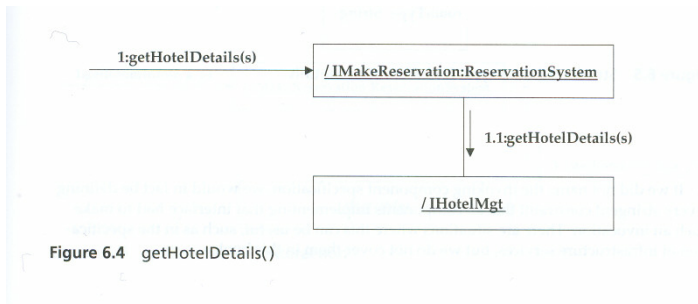 1:getHotelDetails(s)
/ IMakeReservation:ReservationSystem
1.1:getHotelDetails(s)
/ IHotelMgt
Figure 6.4 getHotelDetails()